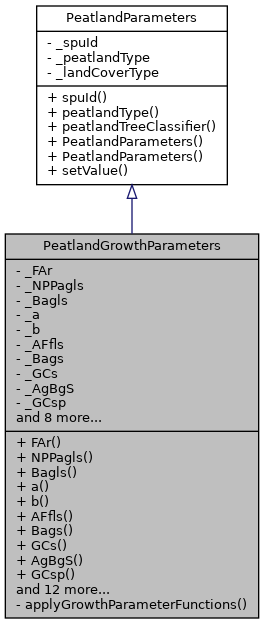 PeatlandParameters
- _spuId
- _peatlandType
- _landCoverType
+ spuId()
+ peatlandType()
+ peatlandTreeClassifier()
+ PeatlandParameters()
+ PeatlandParameters()
+ setValue()
PeatlandGrowthParameters
- _FAr
- _NPPagls
- _Bagls
- _a
- _b
- _AFfls
- _Bags
- _GCs
- _AgBgS
- _GCsp
and 8 more...
+ FAr()
+ NPPagls()
+ Bagls()
+ a()
+ b()
+ AFfls()
+ Bags()
+ GCs()
+ AgBgS()
+ GCsp()
and 12 more...
- applyGrowthParameterFunctions()